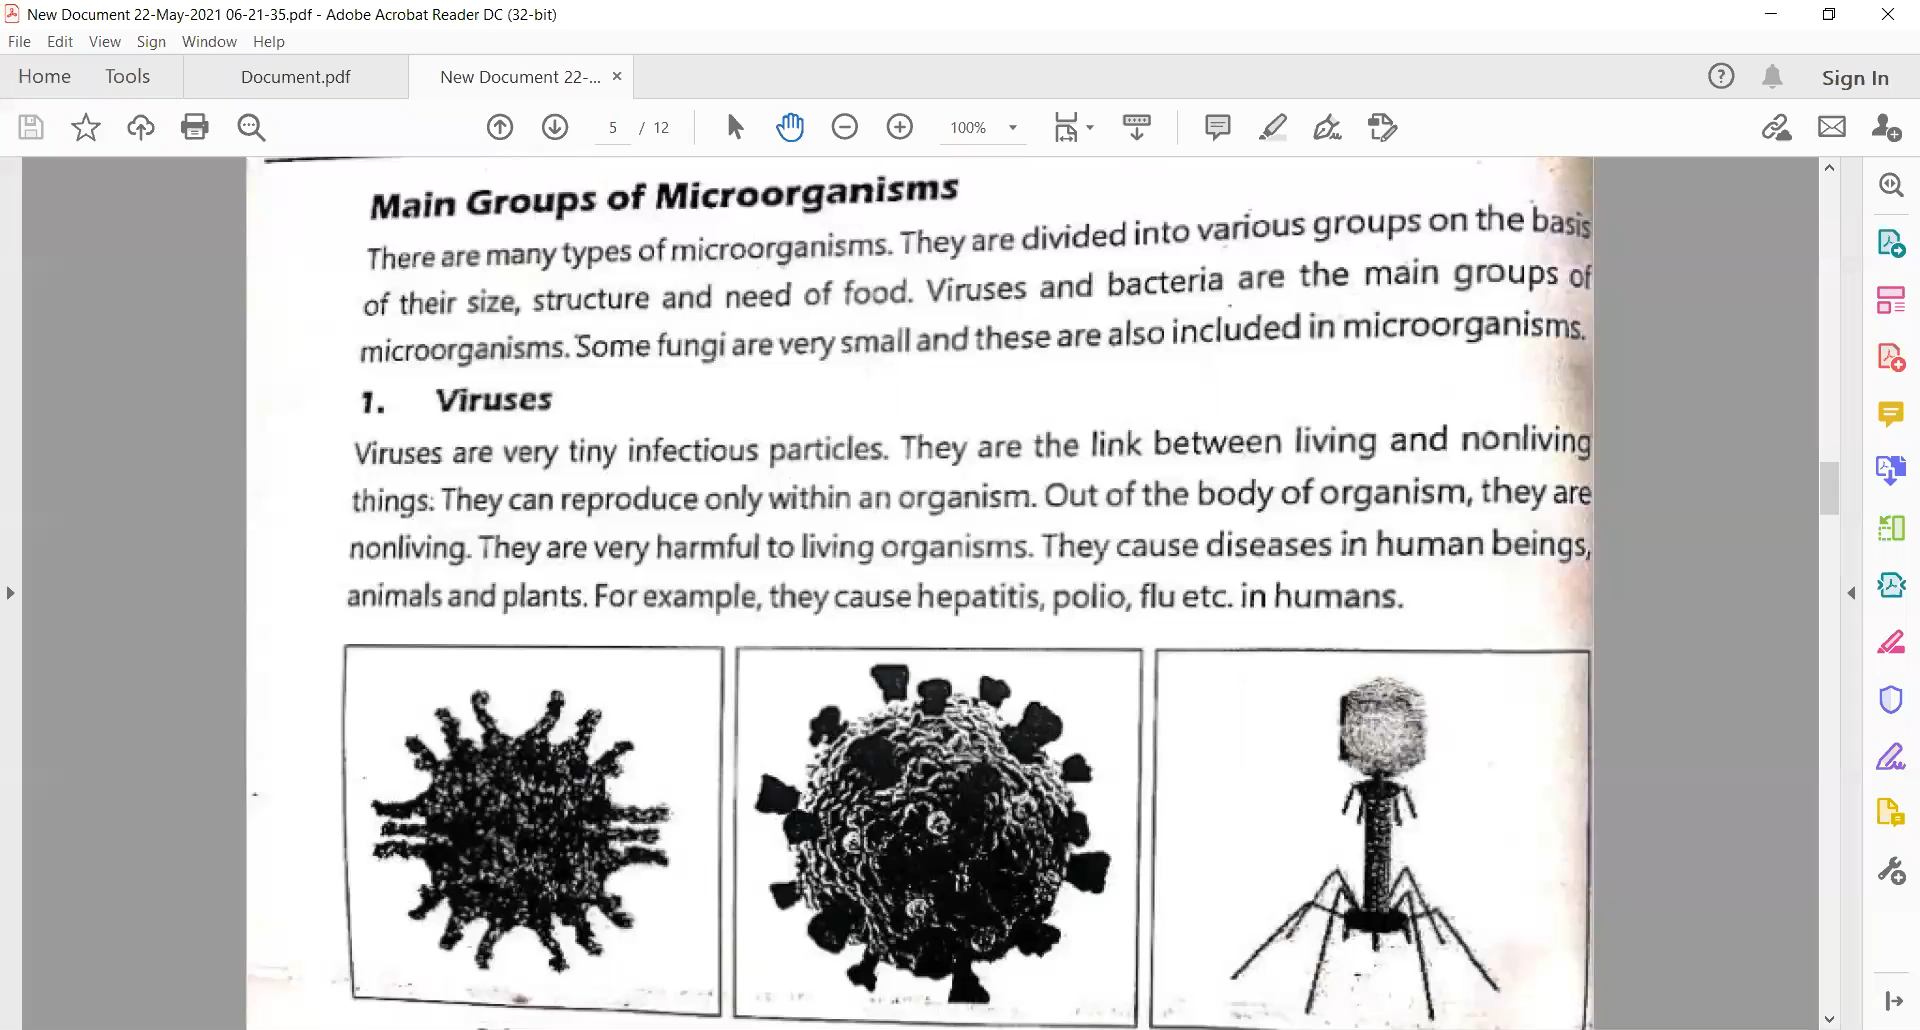 New Document 22-May-2021 06-21-35.pdf - Adobe Acrobat Reader DC (32-bit)
File Edit View Sign Window Help
Home Tools Document.pdf New Document 22-... × Sign In
5 / 12 100%
Main Groups of Microorganisms
There are many types of microorganisms. They are divided into various groups on the basis
of their size, structure and need of food. Viruses and bacteria are the main groups of
microorganisms. Some fungi are very small and these are also included in microorganisms.
1. Viruses
Viruses are very tiny infectious particles. They are the link between living and nonliving
things: They can reproduce only within an organism. Out of the body of organism, they are
nonliving. They are very harmful to living organisms. They cause diseases in human beings,
animals and plants. For example, they cause hepatitis, polio, flu etc. in humans.